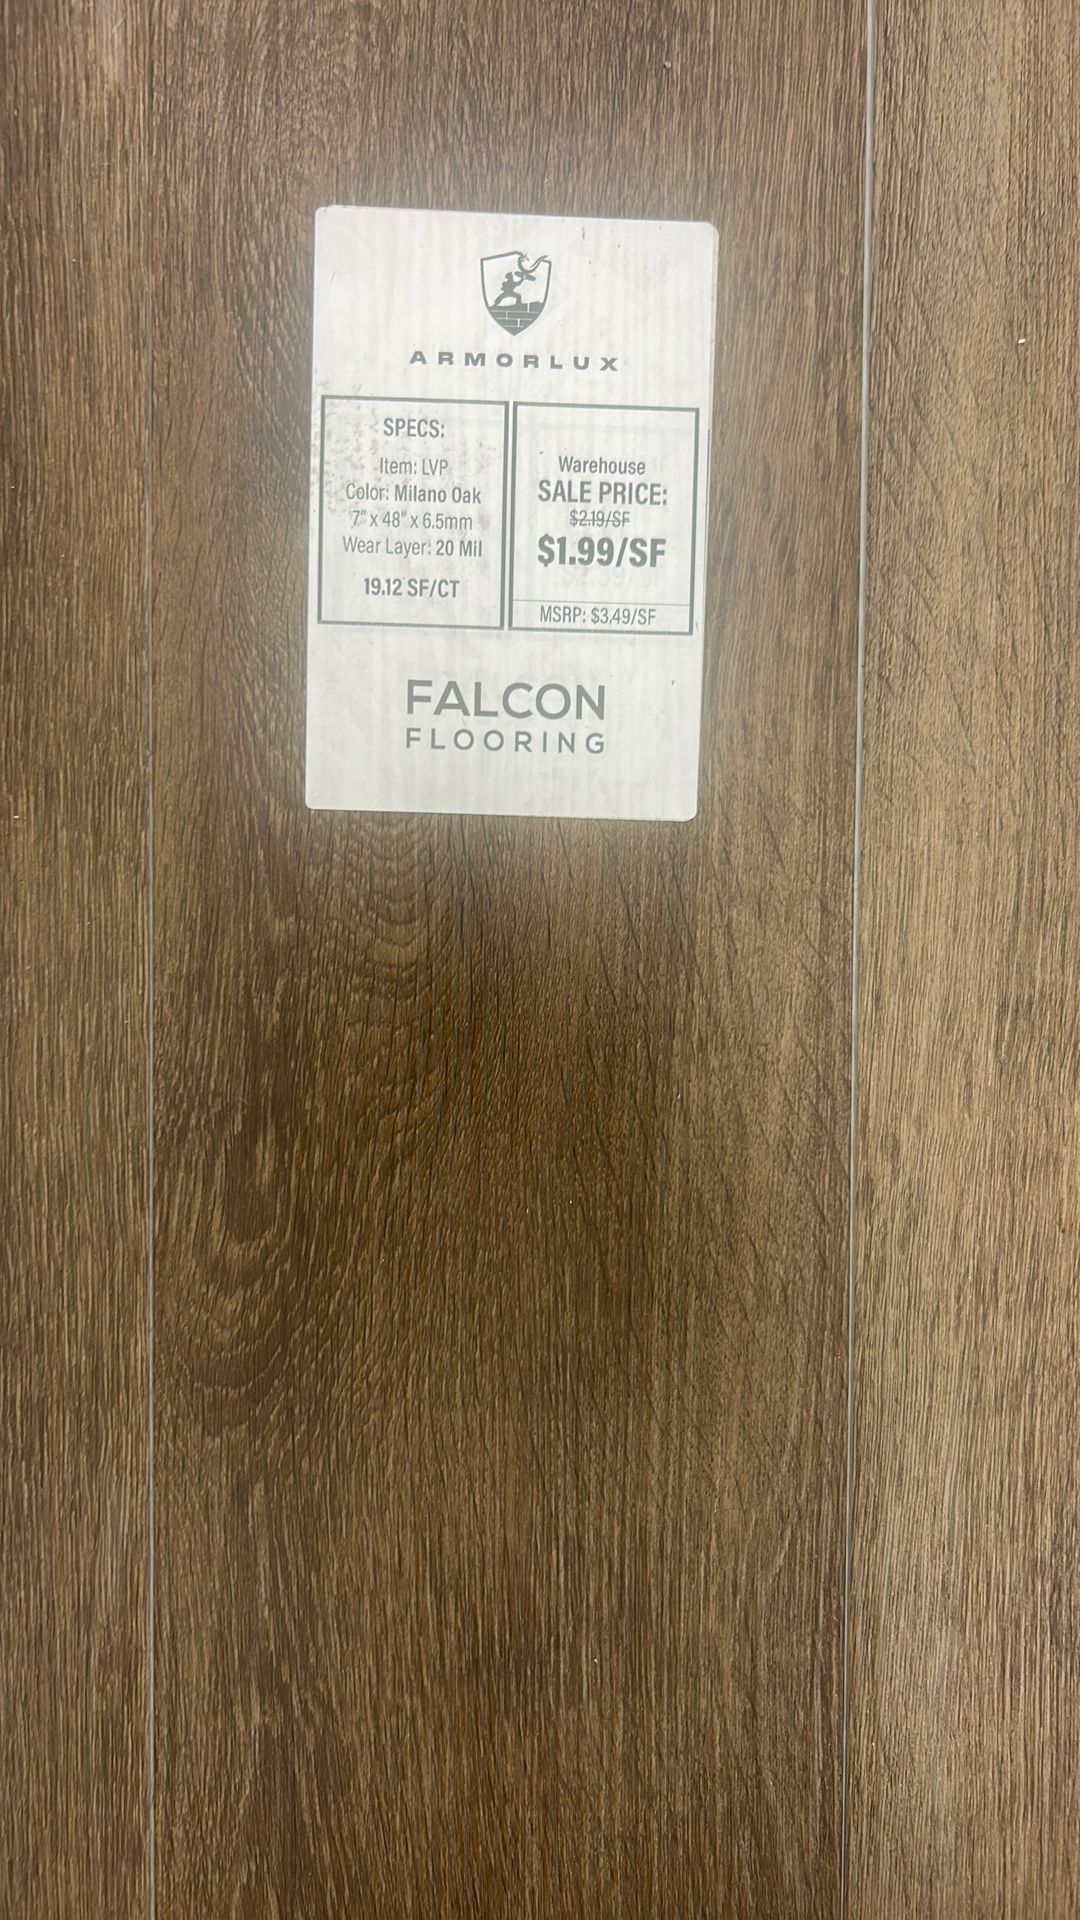 ARMORLUX
SPECS:
Item: LVP
Color: Milano Oak
7" x 48" x 6.5mm
Wear Layer: 20 Mil
19.12 SF/CT
Warehouse
SALE PRICE:
$2.19/SF
$1.99/SF
MSRP: $3.49/SF
FALCON
FLOORING